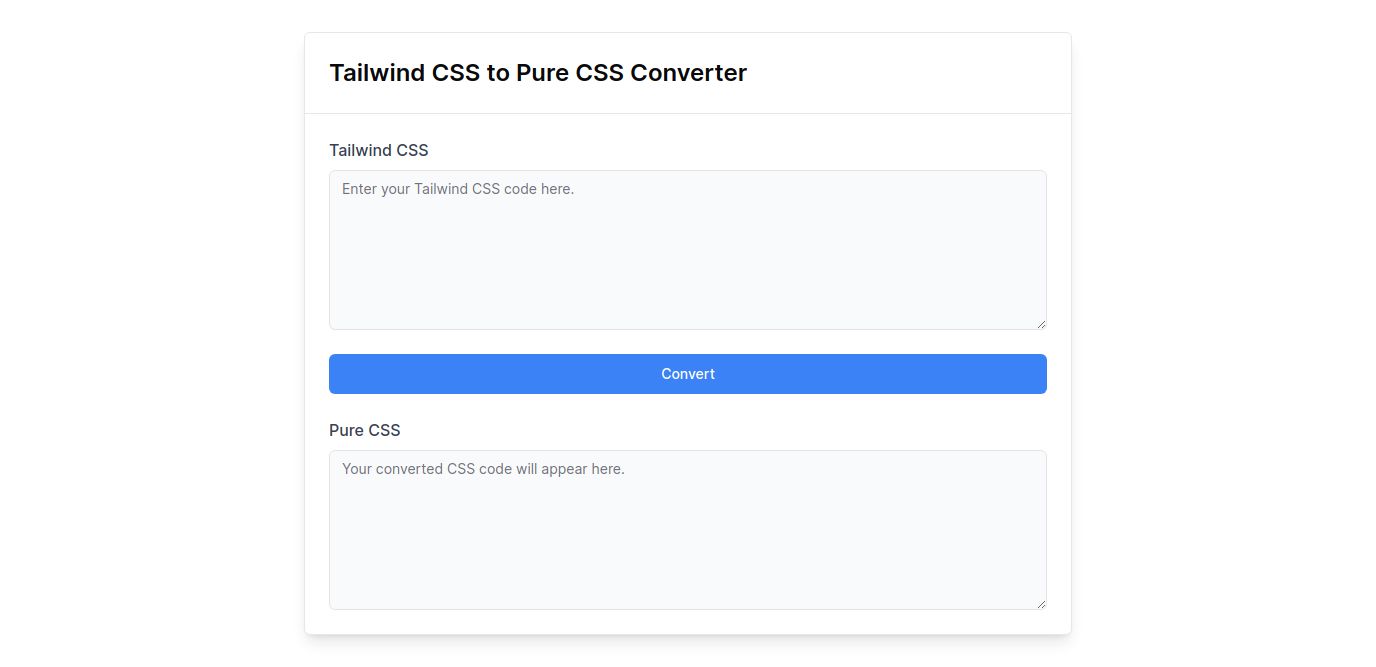 Tailwind CSS to Pure CSS Converter
Tailwind CSS
Enter your Tailwind CSS code here.
Convert
Pure CSS
Your converted CSS code will appear here.